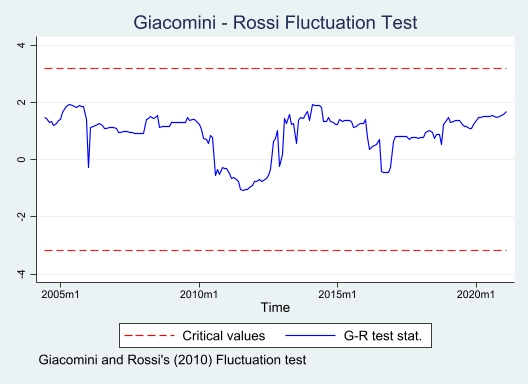 Giacomini - Rossi Fluctuation Test
4
2
0
-2
-4
2005m1 2010m1 2015m1 2020m1
Time
Critical values G-R test stat.
Giacomini and Rossi's (2010) Fluctuation test